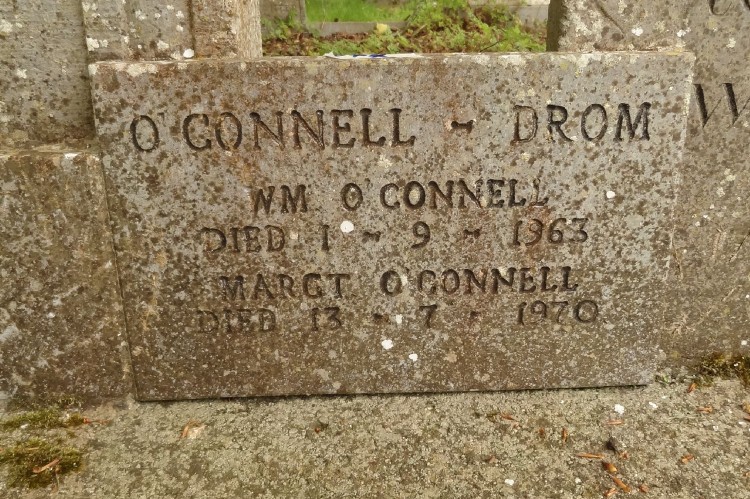 O'CONNELL ~ DROM
WM O'CONNELL
DIED 1 ~ 9 ~ 1963
MARGT O'CONNELL
DIED 13 - 7 - 1970